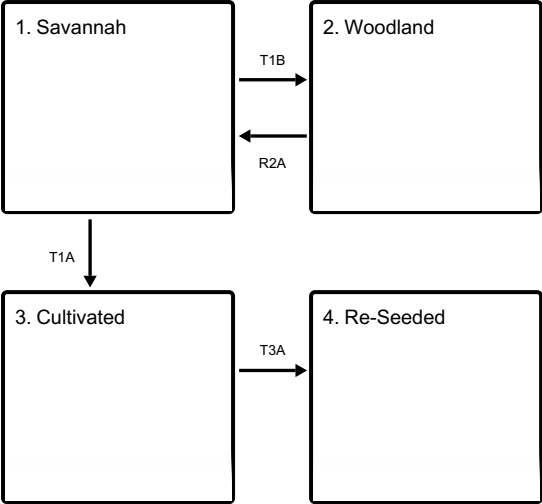 1. Savannah
2. Woodland
T1B
R2A
T1A
3. Cultivated
4. Re-Seeded
T3A